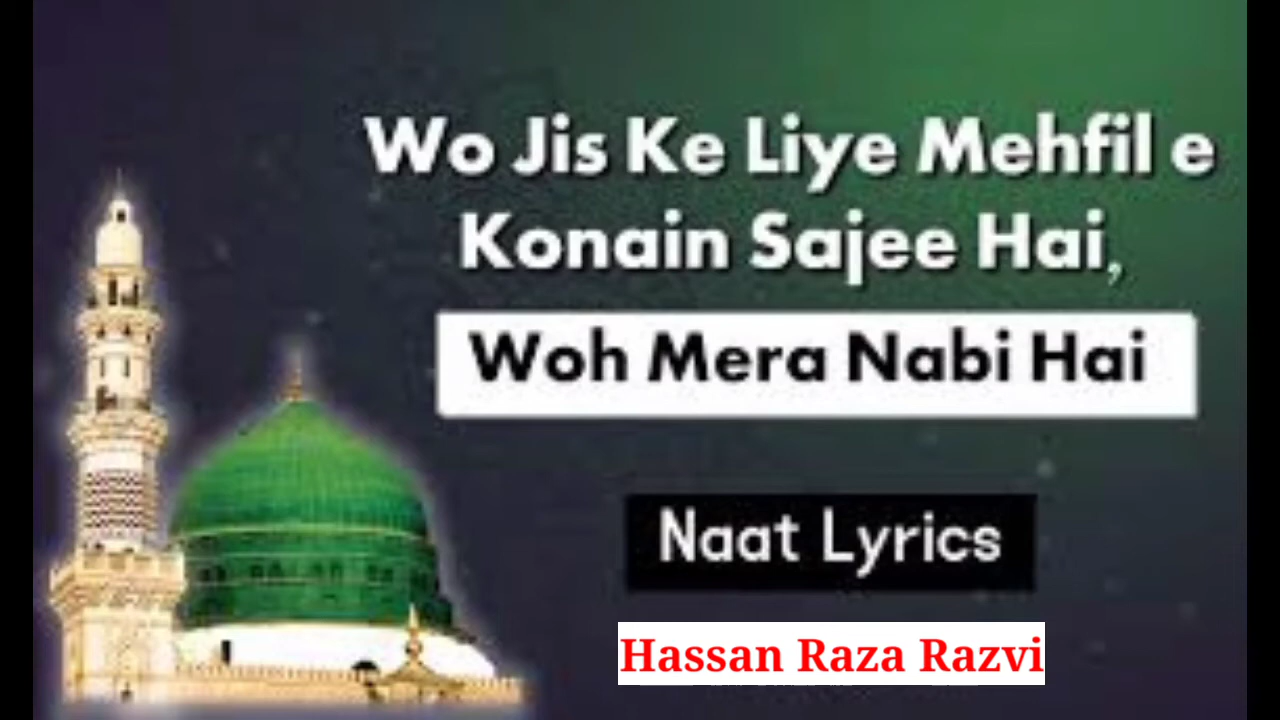 Wo Jis Ke Liye Mehfil e
Konain Sajee Hai,
Woh Mera Nabi Hai
Naat Lyrics
Hassan Raza Razvi